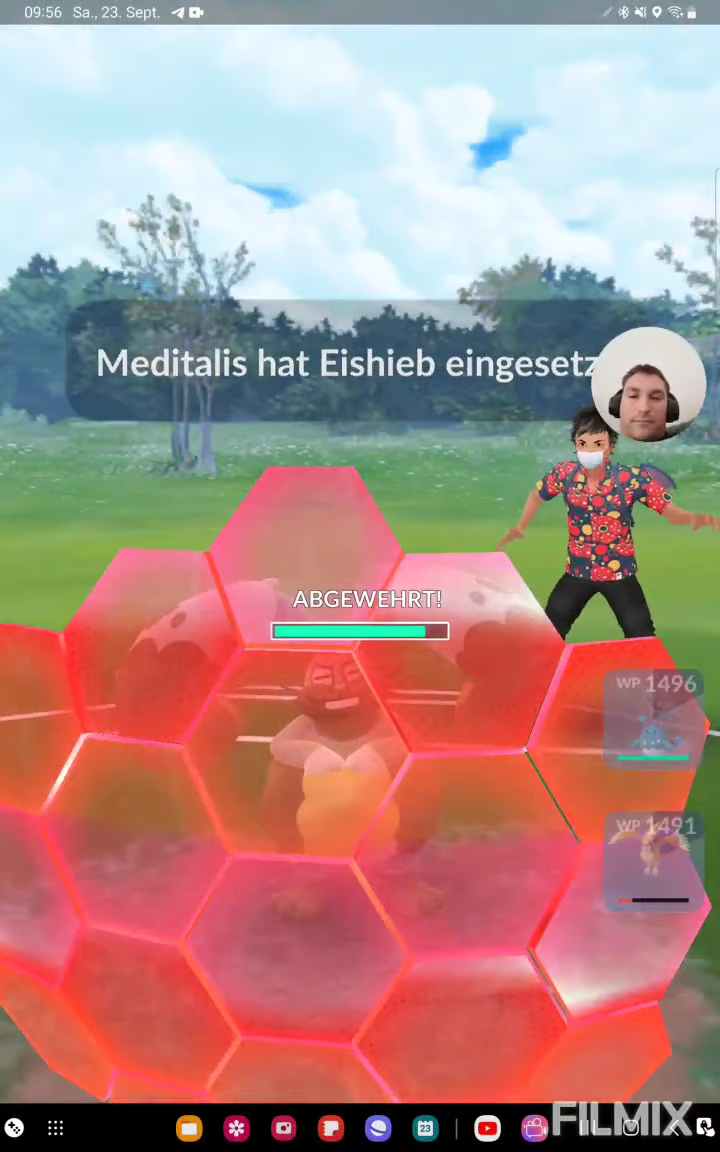 09:56 Sa., 23. Sept.
Meditalis hat Eishieb eingesetz
ABGEWEHRT!
WP 1496
WP 1491
23
FILMIX